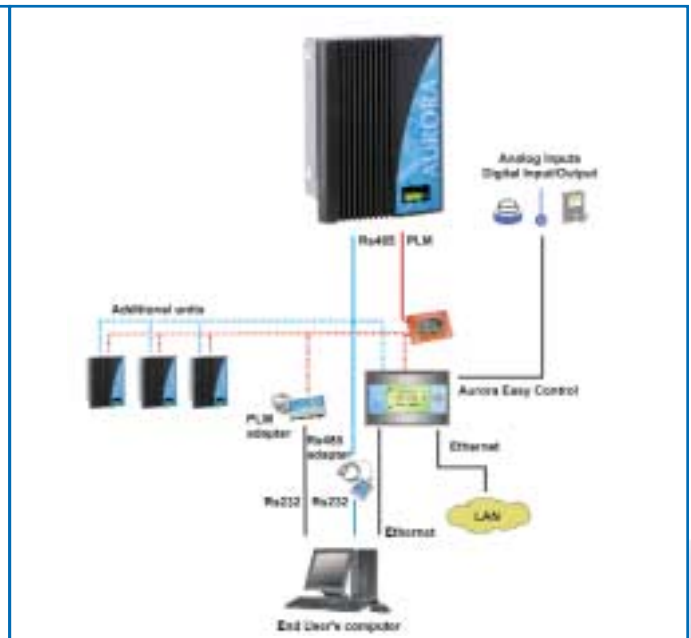 AURORA
Analog Inputs
Digital Input/Output
Rs485 PLM
Additional units
Aurora Easy Control
PLM
adapter
Rs485
adapter
Ethernet
Rs232 Rs232
LAN
Ethernet
End User's computer